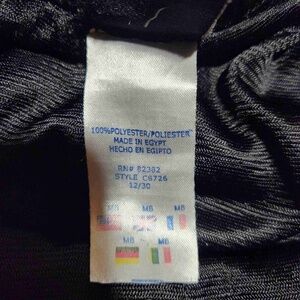 100%POLYESTER/POLIESTER
MADE IN EGYPT
HECHO EN EGIPTO
RN# 82382
STYLE C6726
12/30
MB MB MB
MB MB